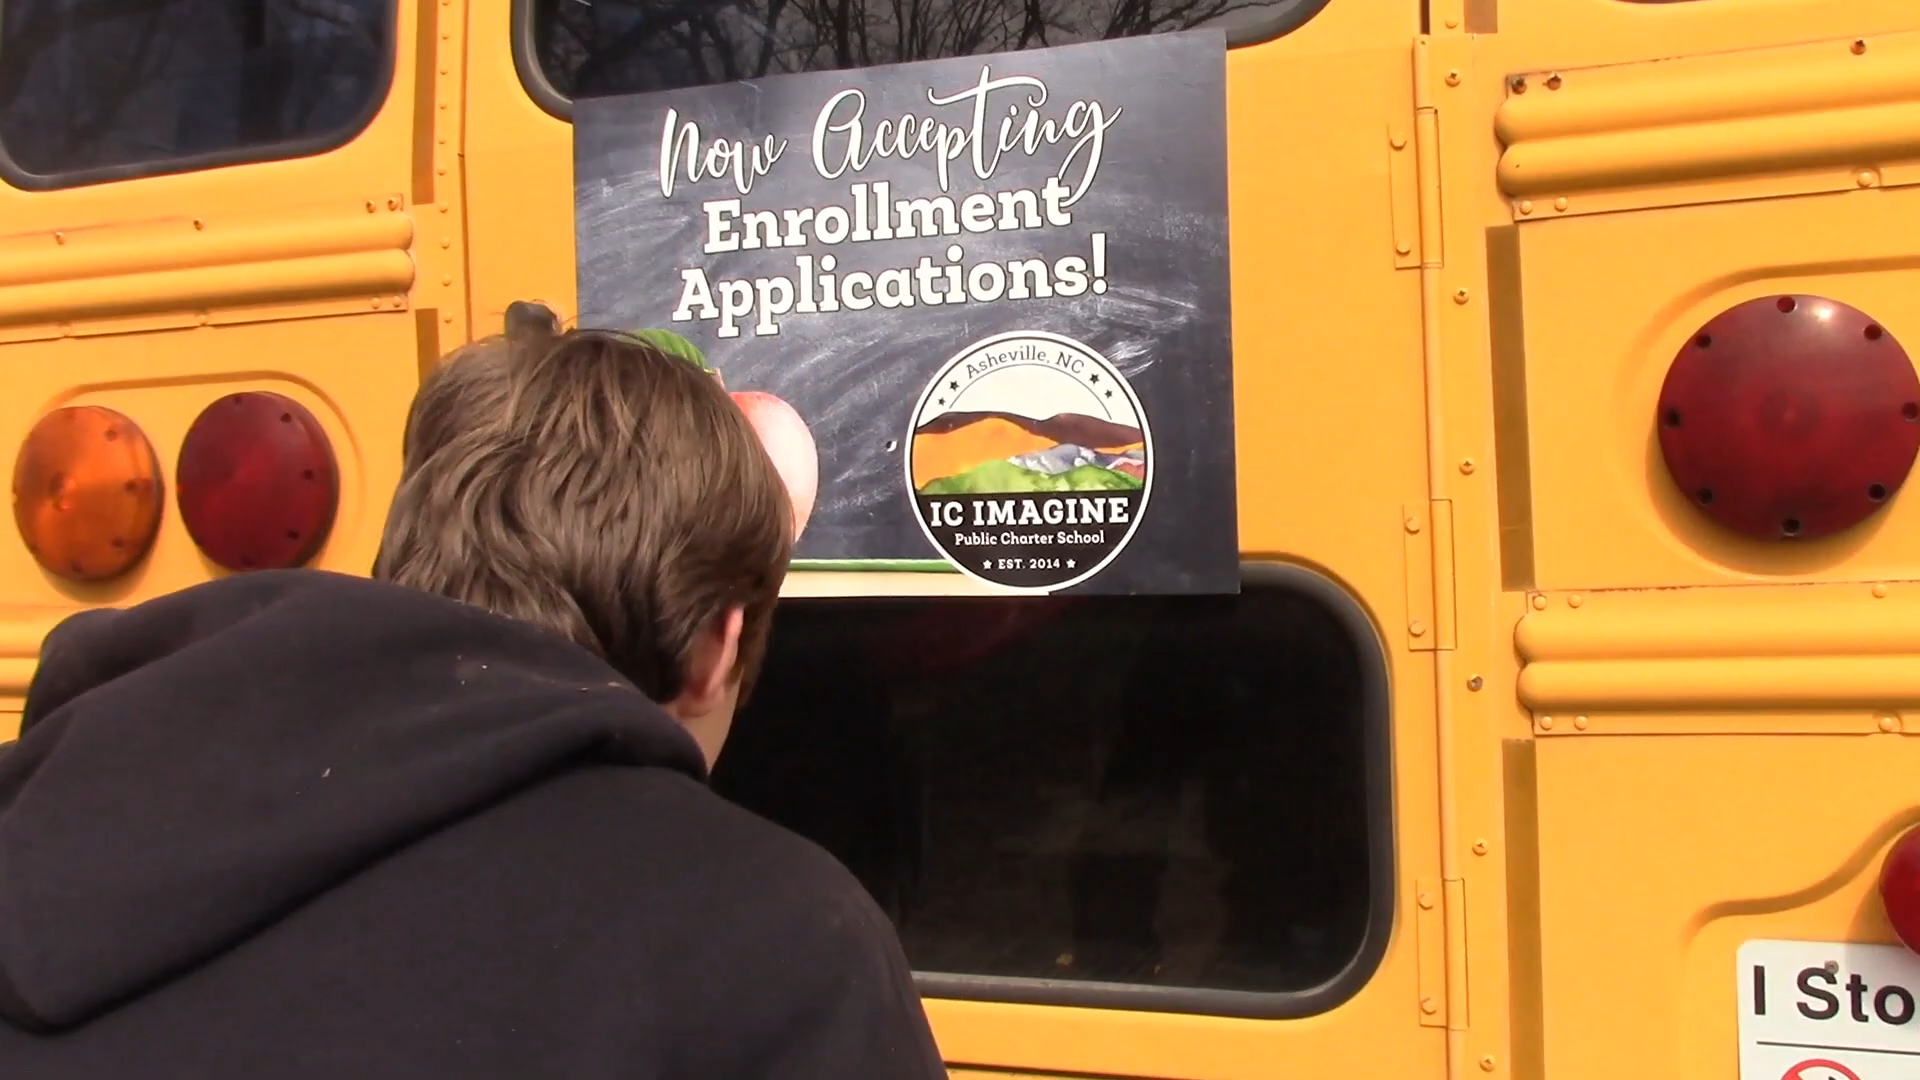 Now Accepting
Enrollment
Applications!
Asheville, NC
IC IMAGINE
Public Charter School
EST. 2014
I Sto